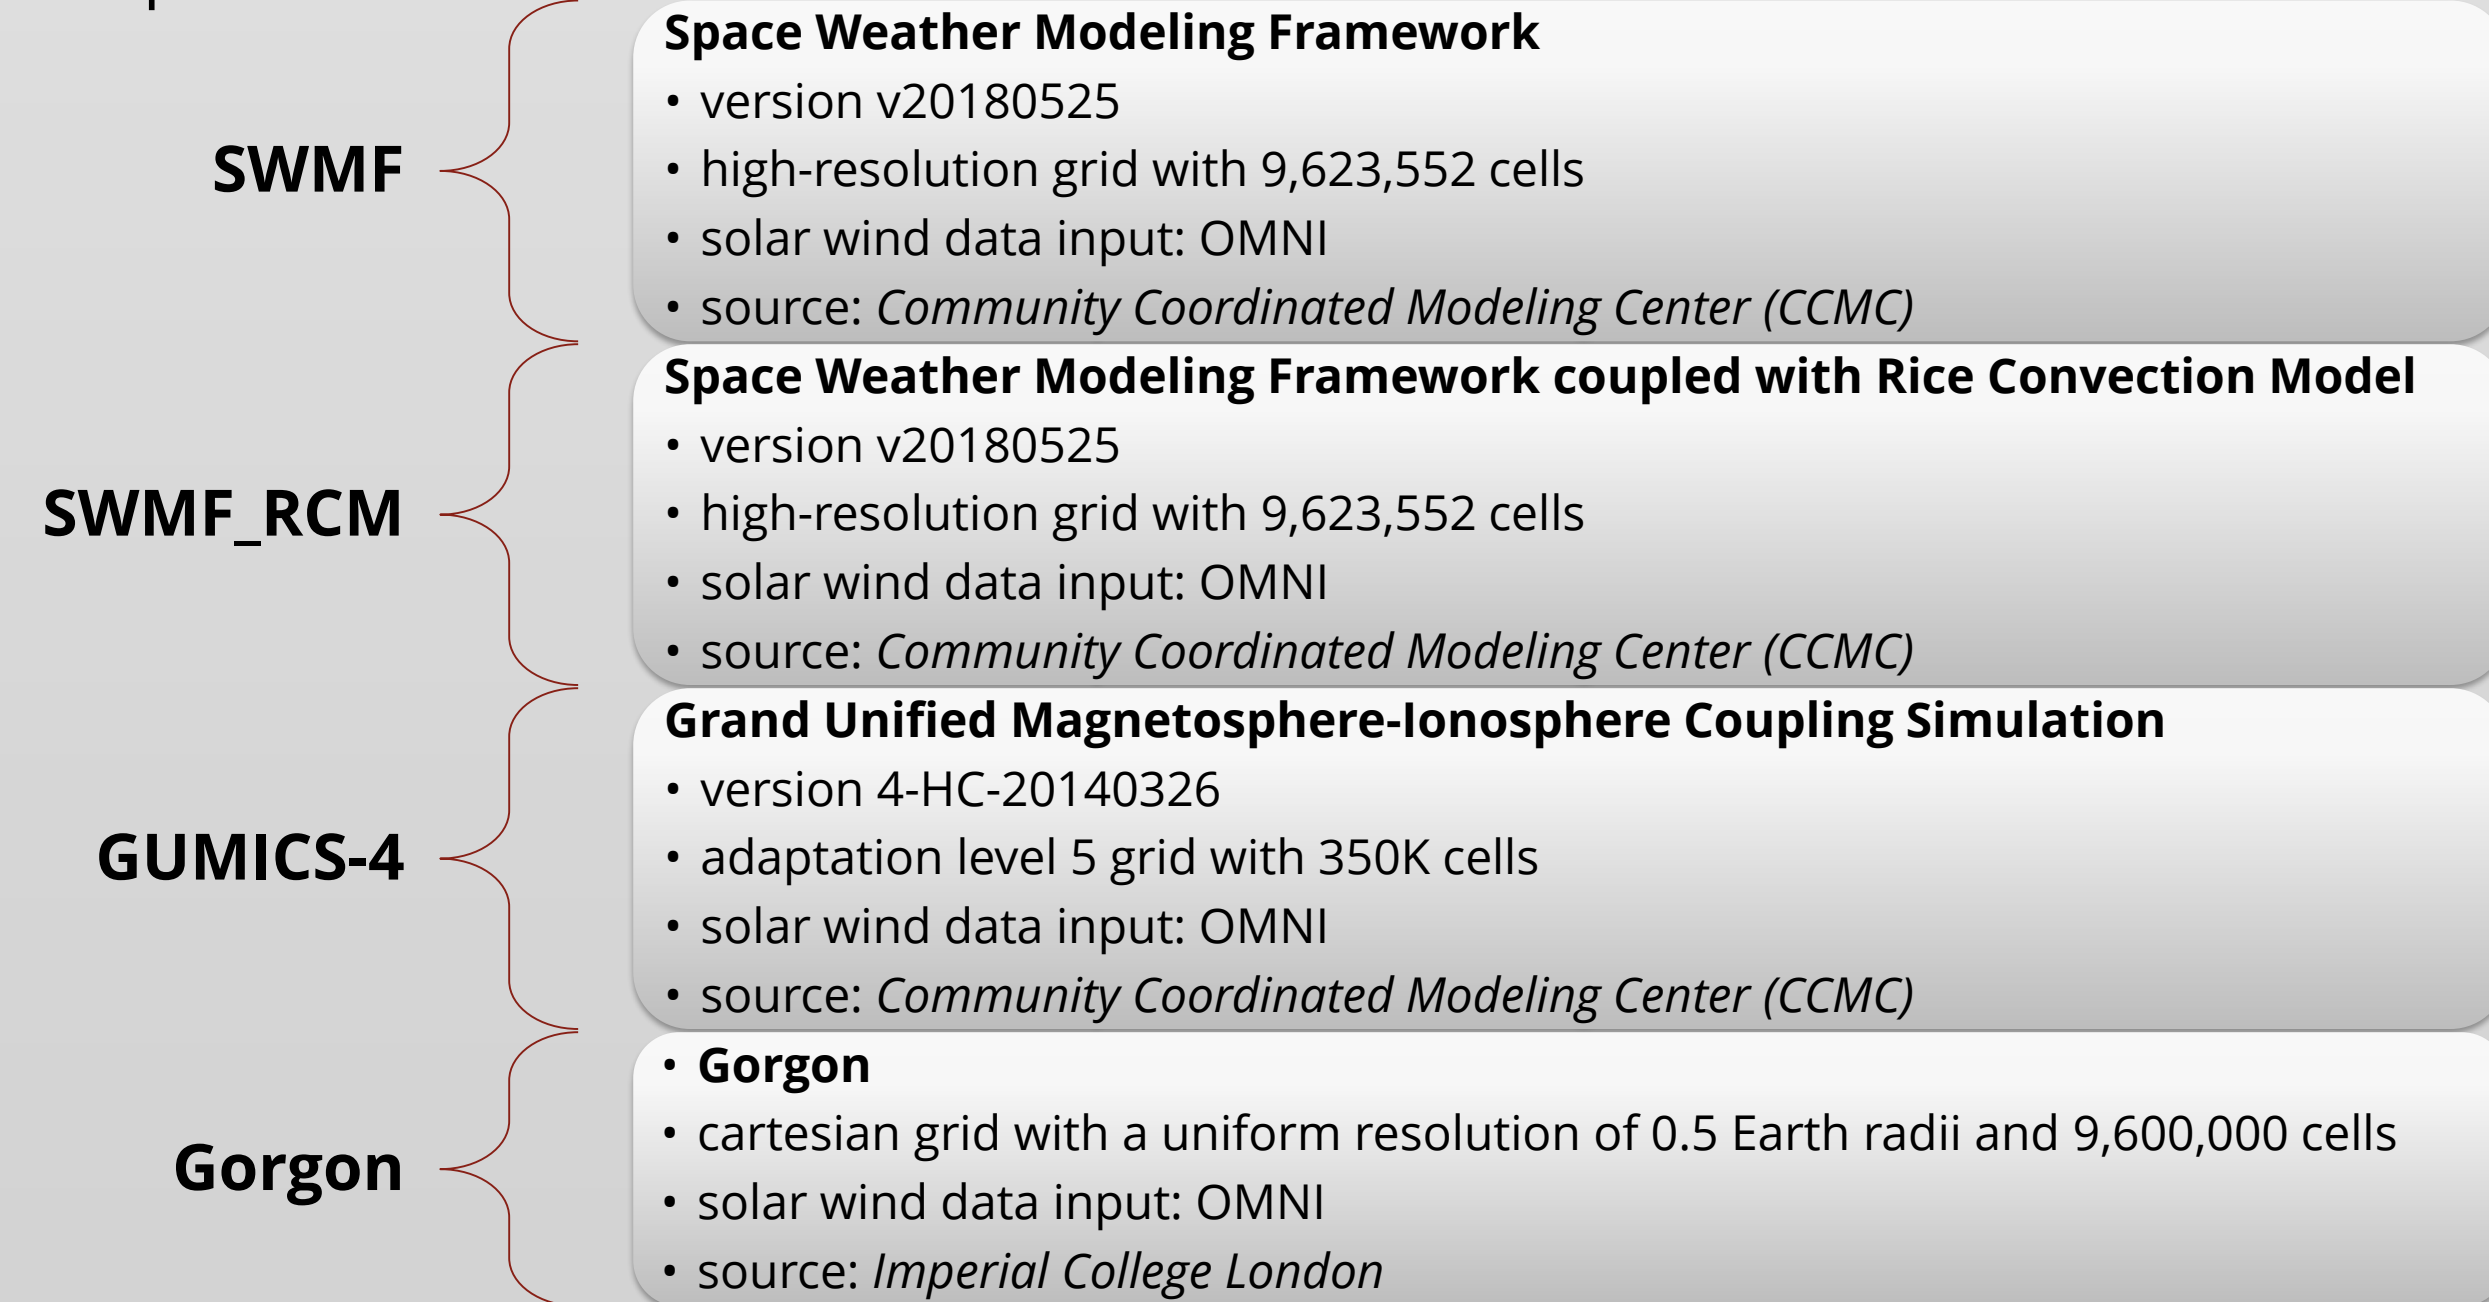 SWMF
Space Weather Modeling Framework
• version v20180525
• high-resolution grid with 9,623,552 cells
• solar wind data input: OMNI
• source: Community Coordinated Modeling Center (CCMC)
SWMF_RCM
Space Weather Modeling Framework coupled with Rice Convection Model
• version v20180525
• high-resolution grid with 9,623,552 cells
• solar wind data input: OMNI
• source: Community Coordinated Modeling Center (CCMC)
GUMICS-4
Grand Unified Magnetosphere-Ionosphere Coupling Simulation
• version 4-HC-20140326
• adaptation level 5 grid with 350K cells
• solar wind data input: OMNI
• source: Community Coordinated Modeling Center (CCMC)
Gorgon
• Gorgon
• cartesian grid with a uniform resolution of 0.5 Earth radii and 9,600,000 cells
• solar wind data input: OMNI
• source: Imperial College London